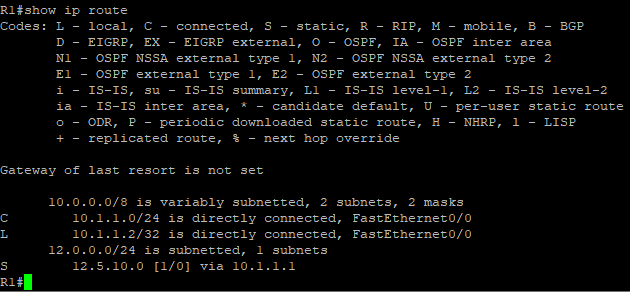 R1#show ip route
Codes: L - local, C - connected, S - static, R - RIP, M - mobile, B - BGP
D - EIGRP, EX - EIGRP external, O - OSPF, IA - OSPF inter area
N1 - OSPF NSSA external type 1, N2 - OSPF NSSA external type 2
E1 - OSPF external type 1, E2 - OSPF external type 2
i - IS-IS, su - IS-IS summary, L1 - IS-IS level-1, L2 - IS-IS level-2
ia - IS-IS inter area, * - candidate default, U - per-user static route
o - ODR, P - periodic downloaded static route, H - NHRP, l - LISP
+ - replicated route, % - next hop override
Gateway of last resort is not set
10.0.0.0/8 is variably subnetted, 2 subnets, 2 masks
C 10.1.1.0/24 is directly connected, FastEthernet0/0
L 10.1.1.2/32 is directly connected, FastEthernet0/0
12.0.0.0/24 is subnetted, 1 subnets
S 12.5.10.0 [1/0] via 10.1.1.1
R1#